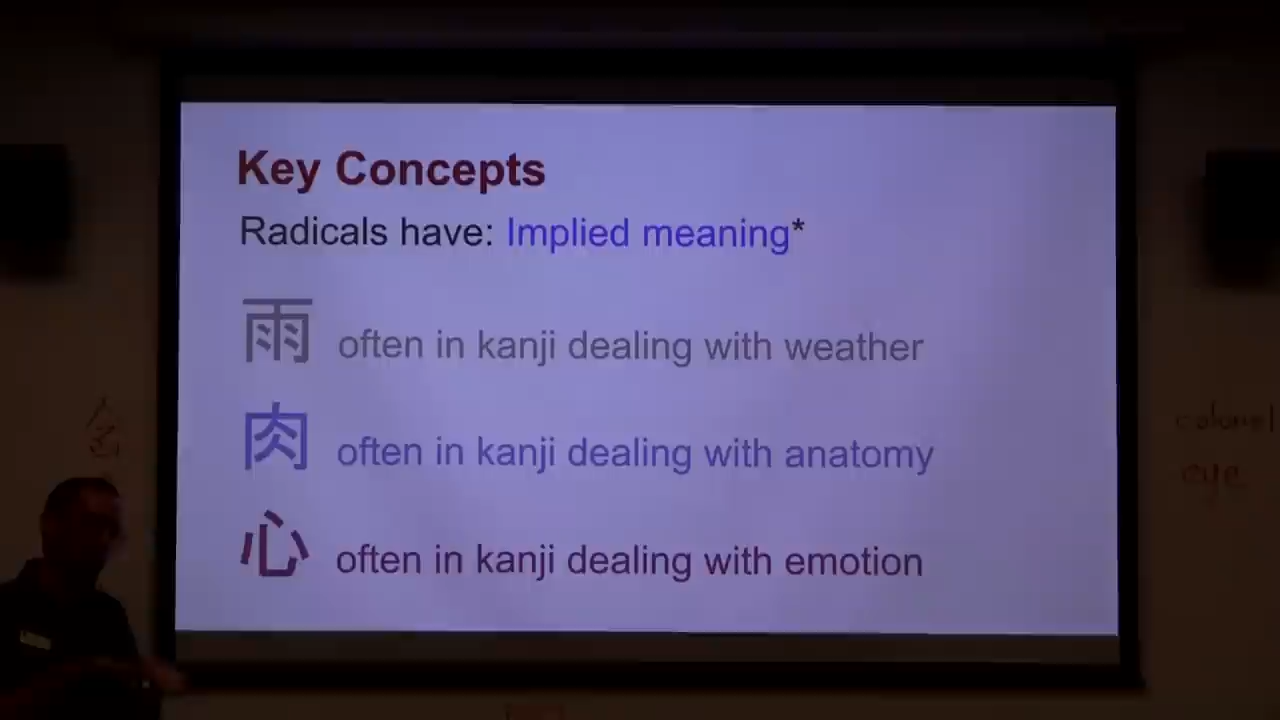 Key Concepts
Radicals have: Implied meaning*
雨 often in kanji dealing with weather
肉 often in kanji dealing with anatomy
心 often in kanji dealing with emotion
eye